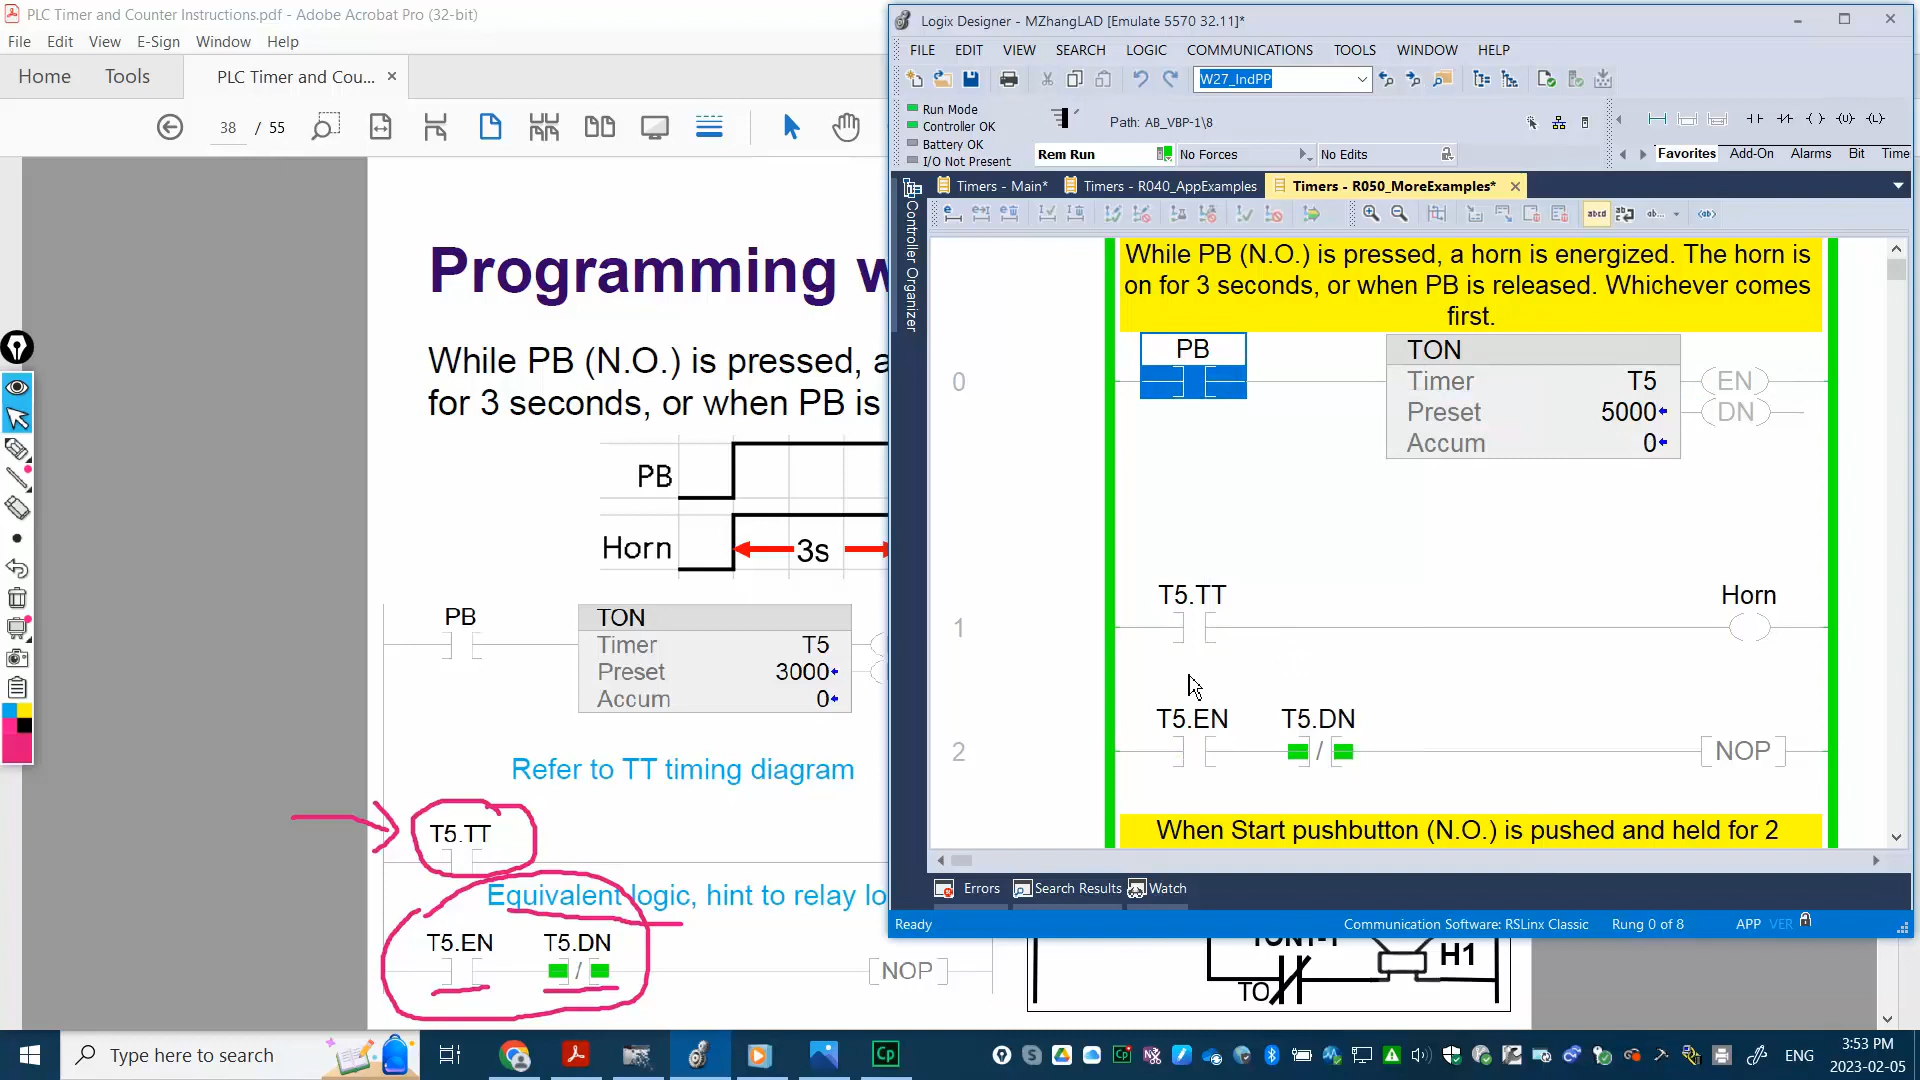 PLC Timer and Counter Instructions.pdf - Adobe Acrobat Pro (32-bit)
File Edit View E-Sign Window Help
Home Tools PLC Timer and Cou... ×
38 / 55
Programming w
While PB (N.O.) is pressed, a
for 3 seconds, or when PB is
PB
Horn
3s
PB
TON
Timer T5
Preset 3000
Accum 0
Refer to TT timing diagram
T5.TT
Equivalent logic, hint to relay lo
T5.EN T5.DN
NOP
H1
TO
Logix Designer - MZhangLAD [Emulate 5570 32.11]*
FILE EDIT VIEW SEARCH LOGIC COMMUNICATIONS TOOLS WINDOW HELP
W27_IndPP
Run Mode
Controller OK
Battery OK
I/O Not Present
Path: AB_VBP-1\8
Rem Run No Forces No Edits
Favorites Add-On Alarms Bit Time
Timers - Main* Timers - R040_AppExamples Timers - R050_MoreExamples*
Controller Organizer
While PB (N.O.) is pressed, a horn is energized. The horn is
on for 3 seconds, or when PB is released. Whichever comes
first.
0
PB
TON
Timer T5
Preset 5000
Accum 0
EN
DN
1
T5.TT
Horn
2
T5.EN T5.DN
NOP
When Start pushbutton (N.O.) is pushed and held for 2
Errors Search Results Watch
Ready Communication Software: RSLinx Classic Rung 0 of 8 APP VER
Type here to search
Cp
ENG
3:53 PM
2023-02-05